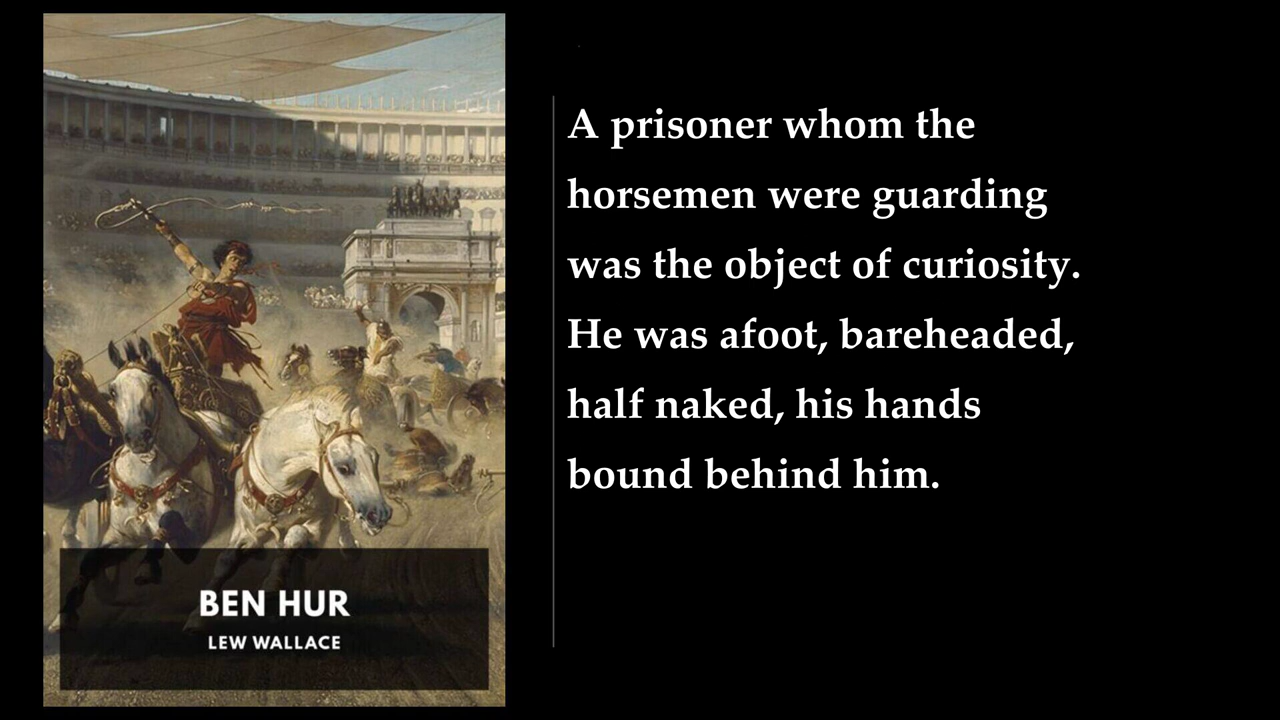 BEN HUR
LEW WALLACE
A prisoner whom the
horsemen were guarding
was the object of curiosity.
He was afoot, bareheaded,
half naked, his hands
bound behind him.